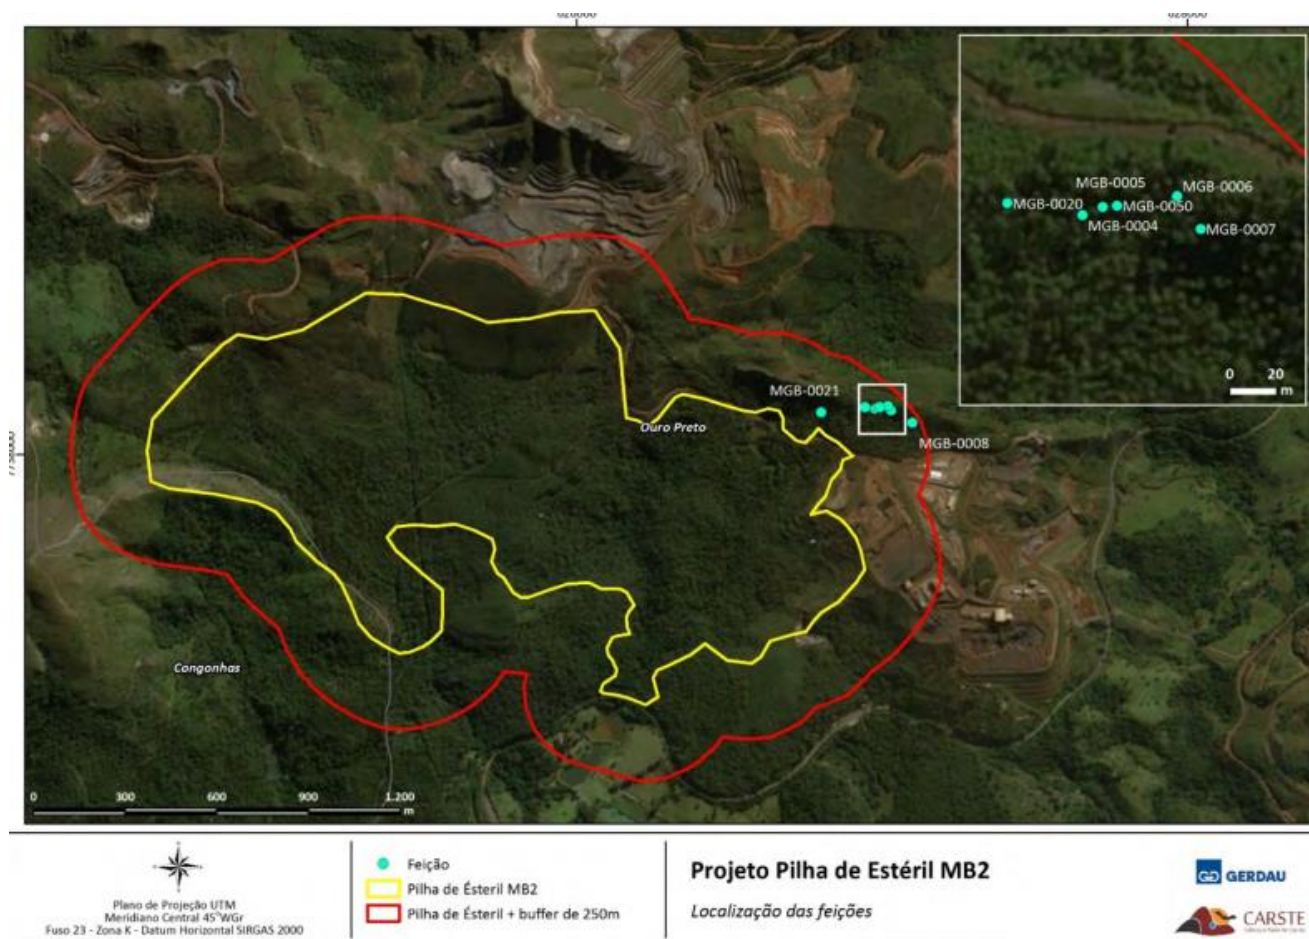 MGB-0005
MGB-0006
MGB-0020
MGB-0050
MGB-0004
MGB-0007
0 20
m
MGB-0021
Ouro Preto
MGB-0008
Congonhas
0 300 600 900 1.200
m
Plano de Projeção UTM
Meridiano Central 45°WGr
Fuso 23 - Zona K - Datum Horizontal SIRGAS 2000
Feição
Pilha de Ésteril MB2
Pilha de Ésteril + buffer de 250m
Projeto Pilha de Estéril MB2
Localização das feições
GERDAU
CARSTE